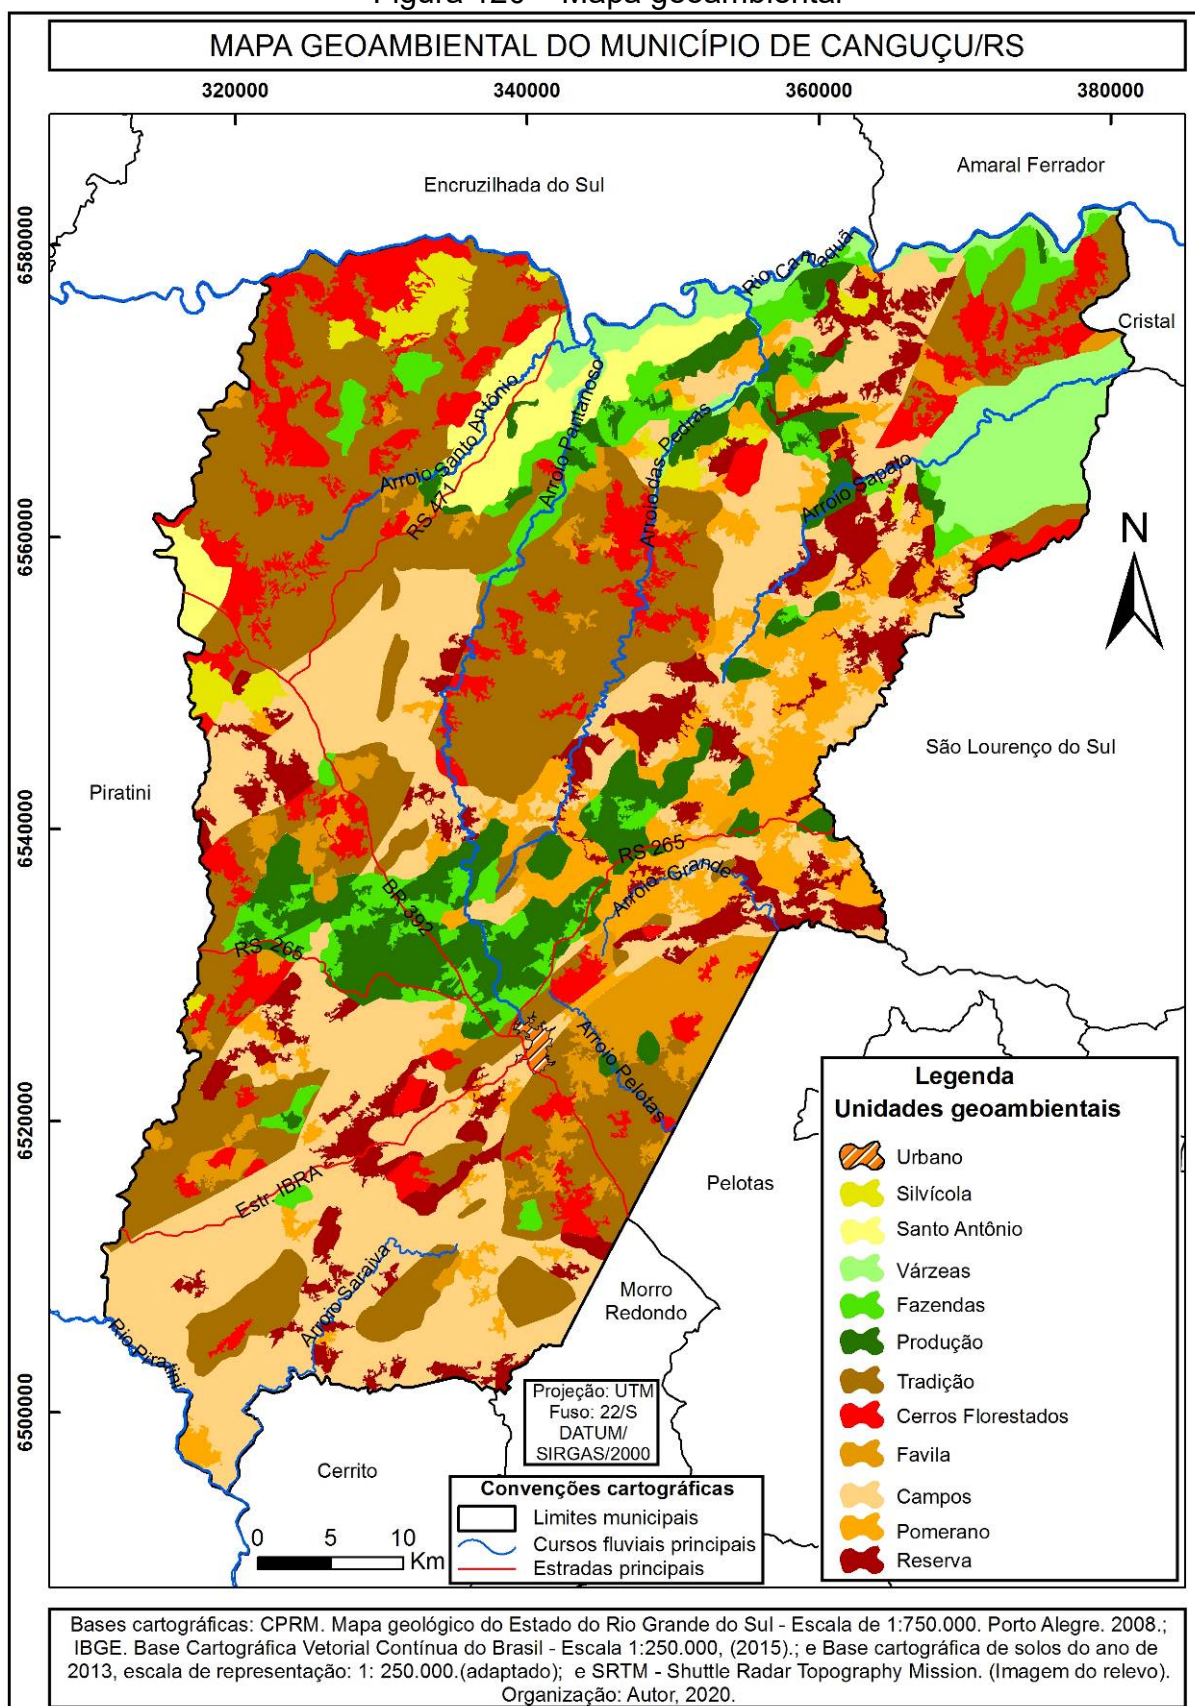 MAPA GEOAMBIENTAL DO MUNICÍPIO DE CANGUÇU/RS
320000
340000
360000
380000
Encruzilhada do Sul
Amaral Ferrador
6580000
Cristal
Arroio Santo Antônio
Arroio Pantanoso
Arroio das Pedras
RS 471
Arroio Sapato
6560000
N
São Lourenço do Sul
Piratini
6540000
RS 265
Arroio Grande
BR 392
RS 265
Arroio Pelotas
6520000
Estr. IBRA
Pelotas
Arroio Saraiva
Morro
Redondo
Rio Piratini
6500000
Cerrito
Legenda
Unidades geoambientais
Urbano
Silvícola
Santo Antônio
Várzeas
Fazendas
Produção
Tradição
Cerros Florestados
Favila
Campos
Pomerano
Reserva
Projeção: UTM
Fuso: 22/S
DATUM/
SIRGAS/2000
Convenções cartográficas
Limites municipais
Cursos fluviais principais
Estradas principais
0 5 10
Km
Bases cartográficas: CPRM. Mapa geológico do Estado do Rio Grande do Sul - Escala de 1:750.000. Porto Alegre. 2008.;
IBGE. Base Cartográfica Vetorial Contínua do Brasil - Escala 1:250.000, (2015).; e Base cartográfica de solos do ano de
2013, escala de representação: 1: 250.000.(adaptado); e SRTM - Shuttle Radar Topography Mission. (Imagem do relevo).
Organização: Autor, 2020.